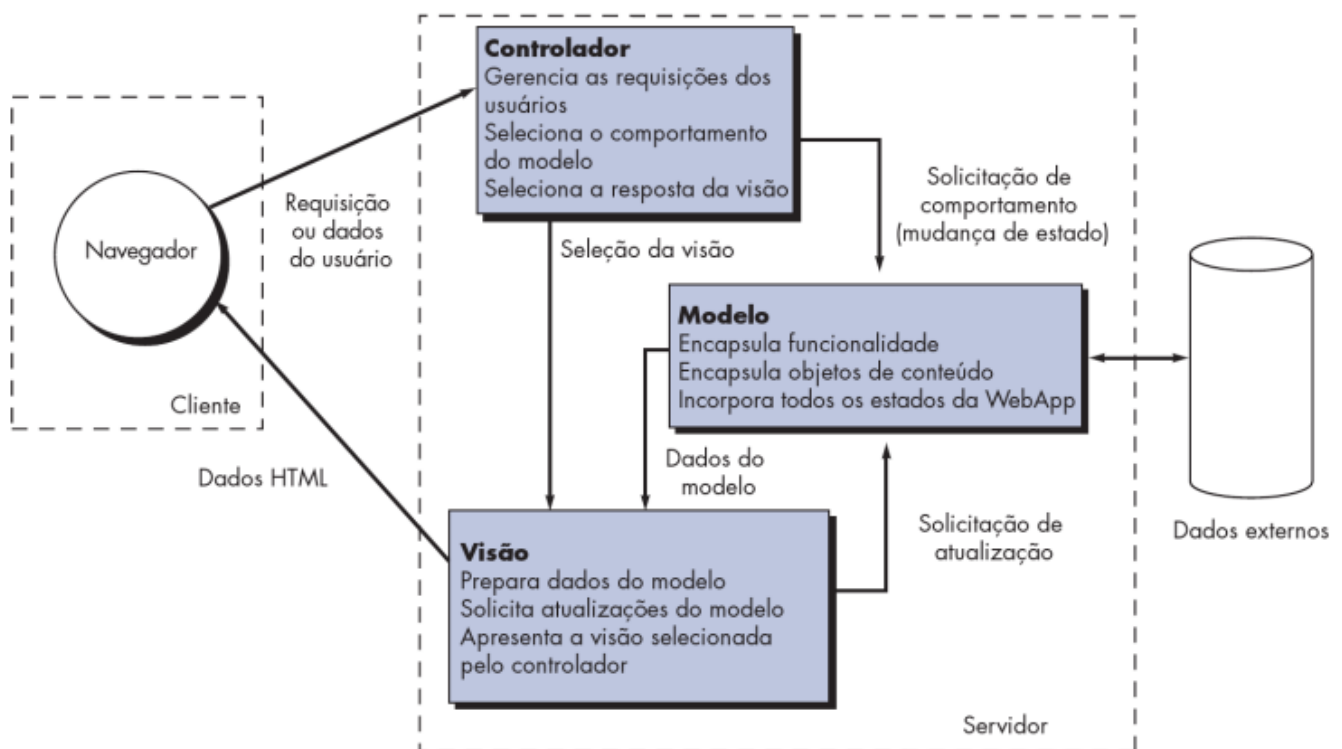 Controlador
Gerencia as requisições dos
usuários
Seleciona o comportamento
do modelo
Seleciona a resposta da visão
Navegador
Cliente
Requisição
ou dados
do usuário
Seleção da visão
Solicitação de
comportamento
(mudança de estado)
Modelo
Encapsula funcionalidade
Encapsula objetos de conteúdo
Incorpora todos os estados da WebApp
Dados HTML
Dados do
modelo
Solicitação de
atualização
Dados externos
Visão
Prepara dados do modelo
Solicita atualizações do modelo
Apresenta a visão selecionada
pelo controlador
Servidor